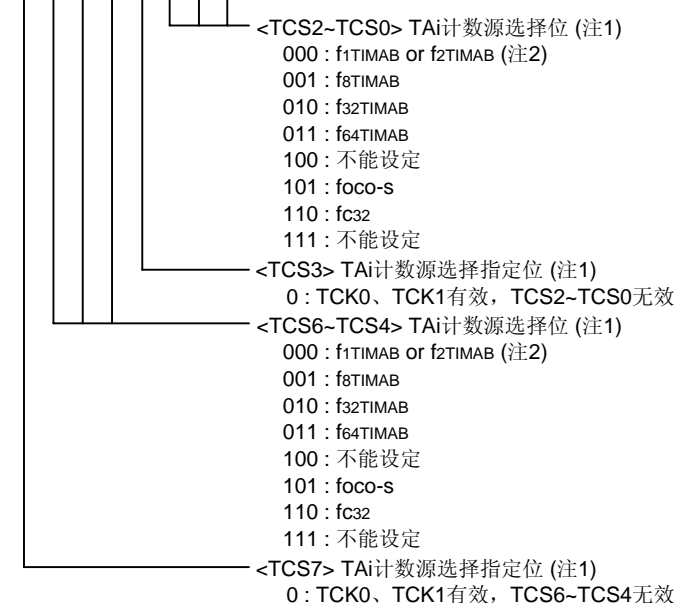 <TCS2~TCS0> TAi计数源选择位 (注1)
000 : f1TIMAB or f2TIMAB (注2)
001 : f8TIMAB
010 : f32TIMAB
011 : f64TIMAB
100 : 不能设定
101 : foco-s
110 : fc32
111 : 不能设定
<TCS3> TAi计数源选择指定位 (注1)
0 : TCK0、TCK1有效，TCS2~TCS0无效
<TCS6~TCS4> TAi计数源选择位 (注1)
000 : f1TIMAB or f2TIMAB (注2)
001 : f8TIMAB
010 : f32TIMAB
011 : f64TIMAB
100 : 不能设定
101 : foco-s
110 : fc32
111 : 不能设定
<TCS7> TAi计数源选择指定位 (注1)
0 : TCK0、TCK1有效，TCS6~TCS4无效